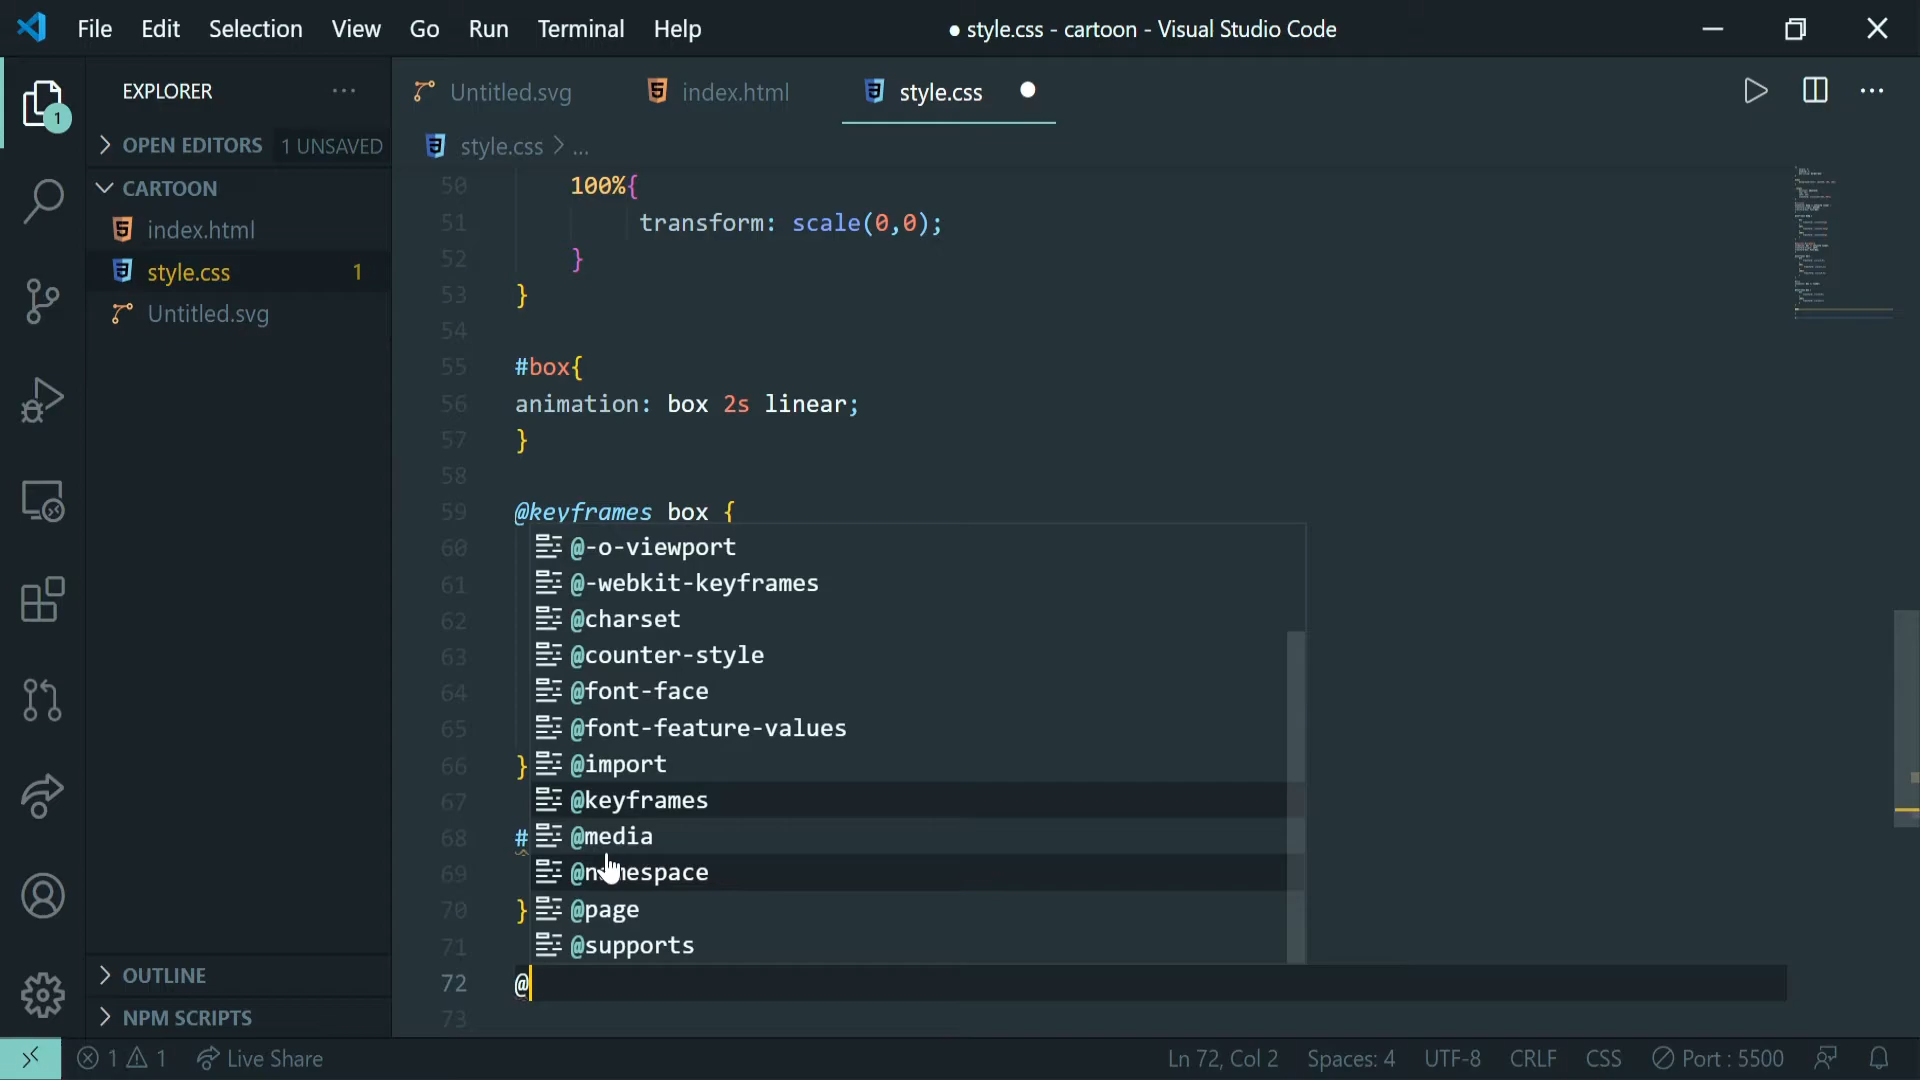 File Edit Selection View Go Run Terminal Help
● style.css - cartoon - Visual Studio Code
EXPLORER
OPEN EDITORS 1 UNSAVED
CARTOON
index.html
style.css 1
Untitled.svg
OUTLINE
NPM SCRIPTS
1
Untitled.svg index.html style.css
style.css > ...
50 100%{
51 transform: scale(0,0);
52 }
53 }
54
55 #box{
56 animation: box 2s linear;
57 }
58
59 @keyframes box {
60 @-o-viewport
61 @-webkit-keyframes
62 @charset
63 @counter-style
64 @font-face
65 @font-feature-values
66 } @import
67 @keyframes
68 # @media
69 @namespace
70 } @page
71 @supports
72 @
73
1 1 Live Share
Ln 72, Col 2 Spaces: 4 UTF-8 CRLF CSS Port : 5500